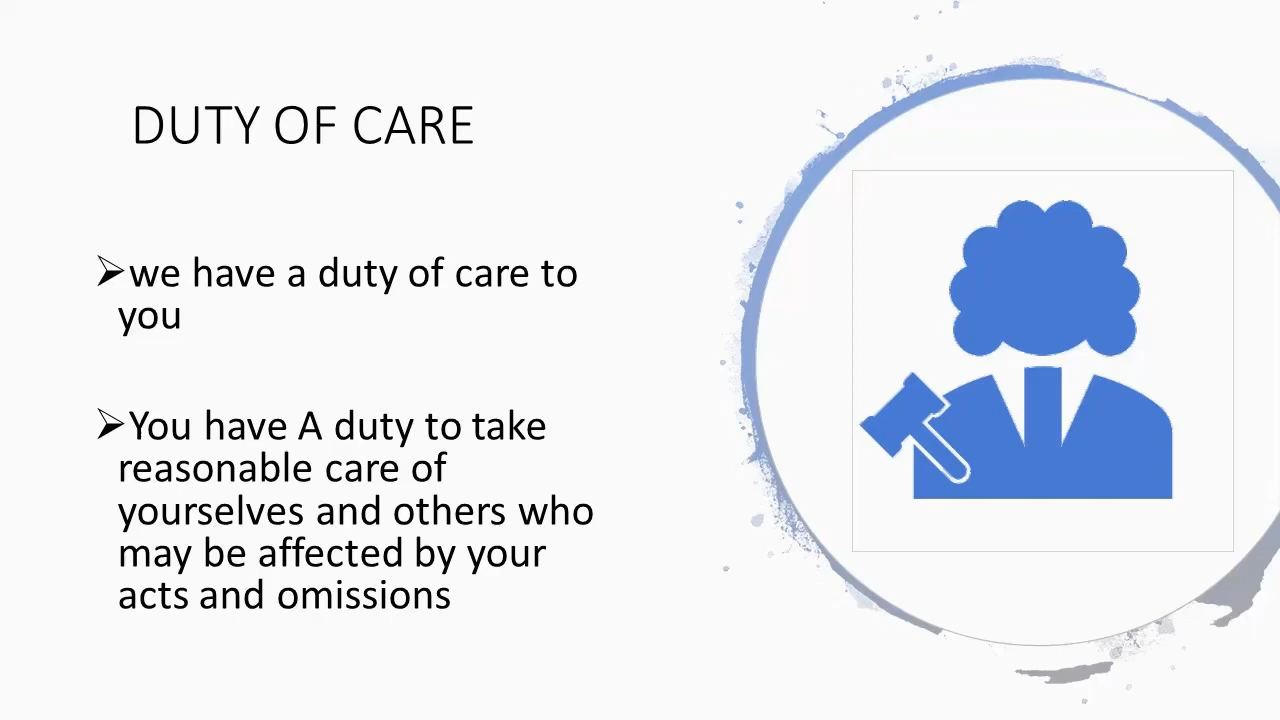 DUTY OF CARE
➢we have a duty of care to
you
➢You have A duty to take
reasonable care of
yourselves and others who
may be affected by your
acts and omissions